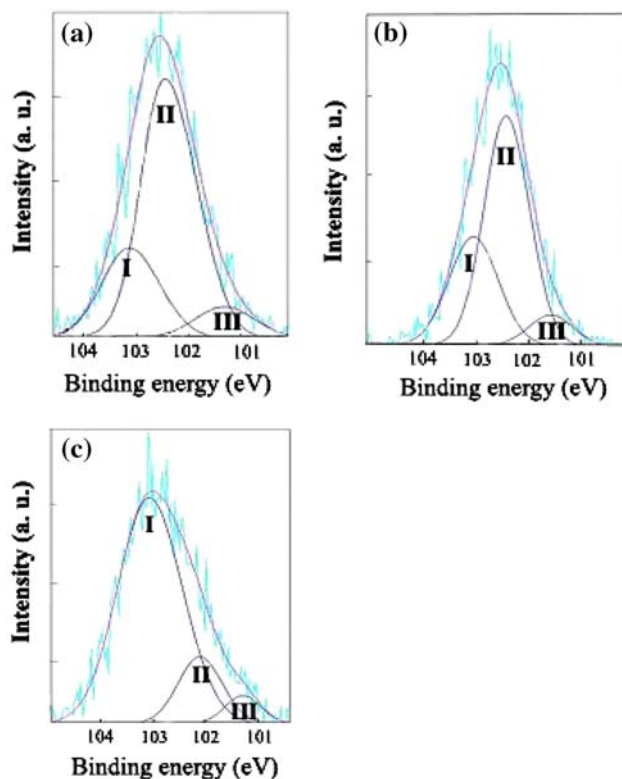 (a)
II
I
III
Intensity (a. u.)
104 103 102 101
Binding energy (eV)
(b)
II
I
III
Intensity (a. u.)
104 103 102 101
Binding energy (eV)
(c)
I
II
III
Intensity (a. u.)
104 103 102 101
Binding energy (eV)